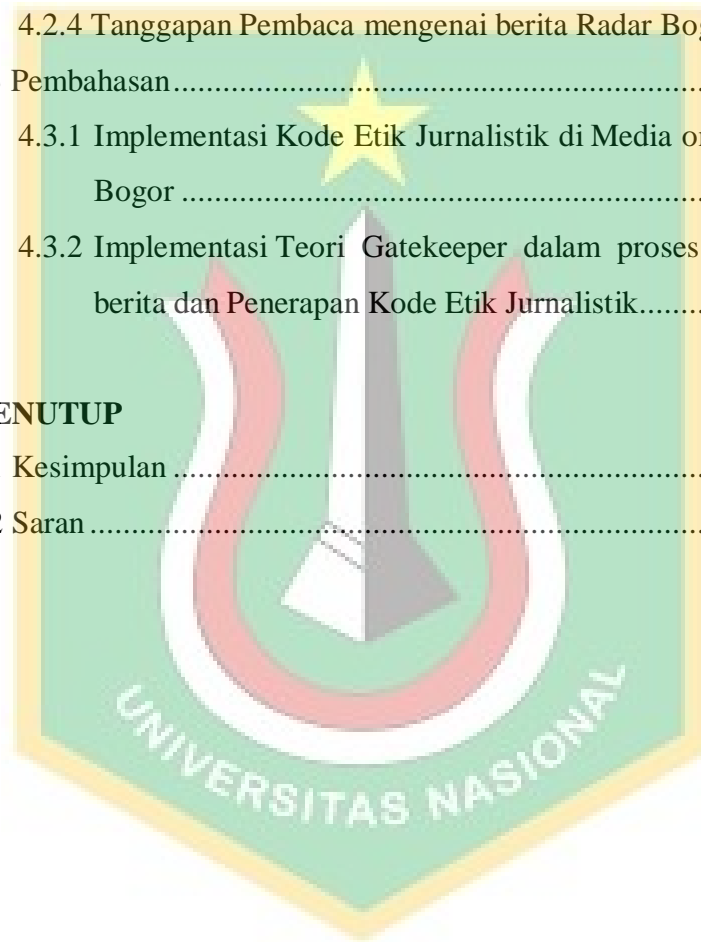 4.2.4 Tanggapan Pembaca mengenai berita Radar
Pembahasan........................................................................
4.3.1 Implementasi Kode Etik Jurnalistik di Media
Bogor ........................................................................
4.3.2 Implementasi Teori Gatekeeper dalam proses
berita dan Penerapan Kode Etik Jurnalistik........
ENUTUP
Kesimpulan ........................................................................
2 Saran ........................................................................
UNIVERSITAS NASIONAL